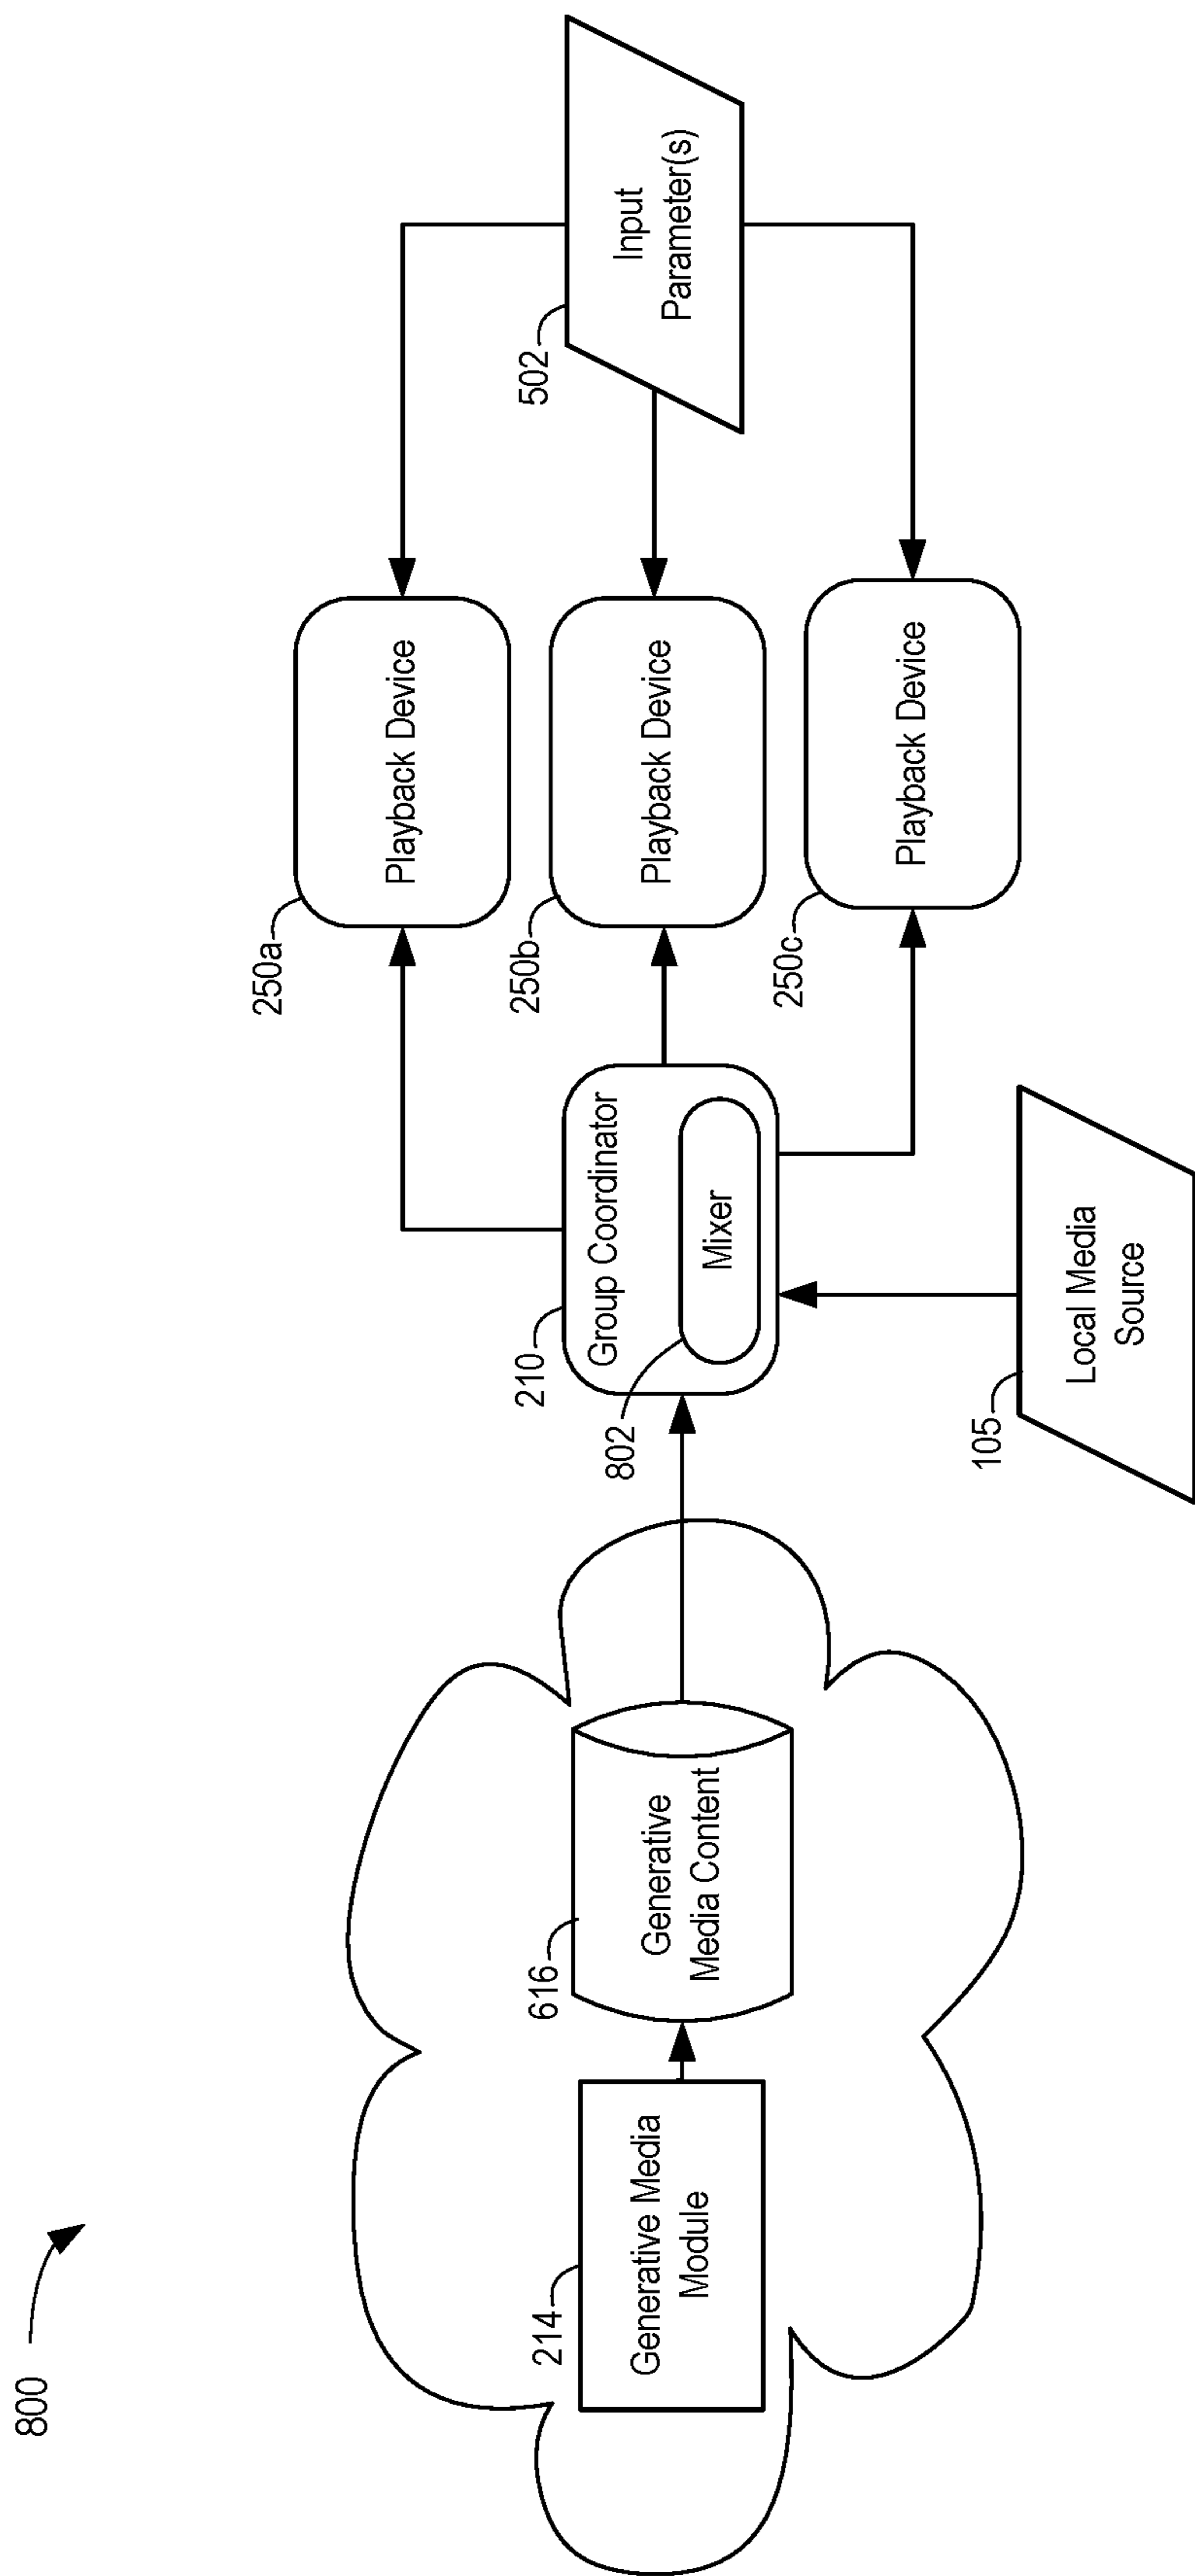 800
214
Generative Media
Module
616
Generative
Media Content
210
Group Coordinator
802
Mixer
105
Local Media
Source
250a
Playback Device
250b
Playback Device
250c
Playback Device
502
Input
Parameter(s)